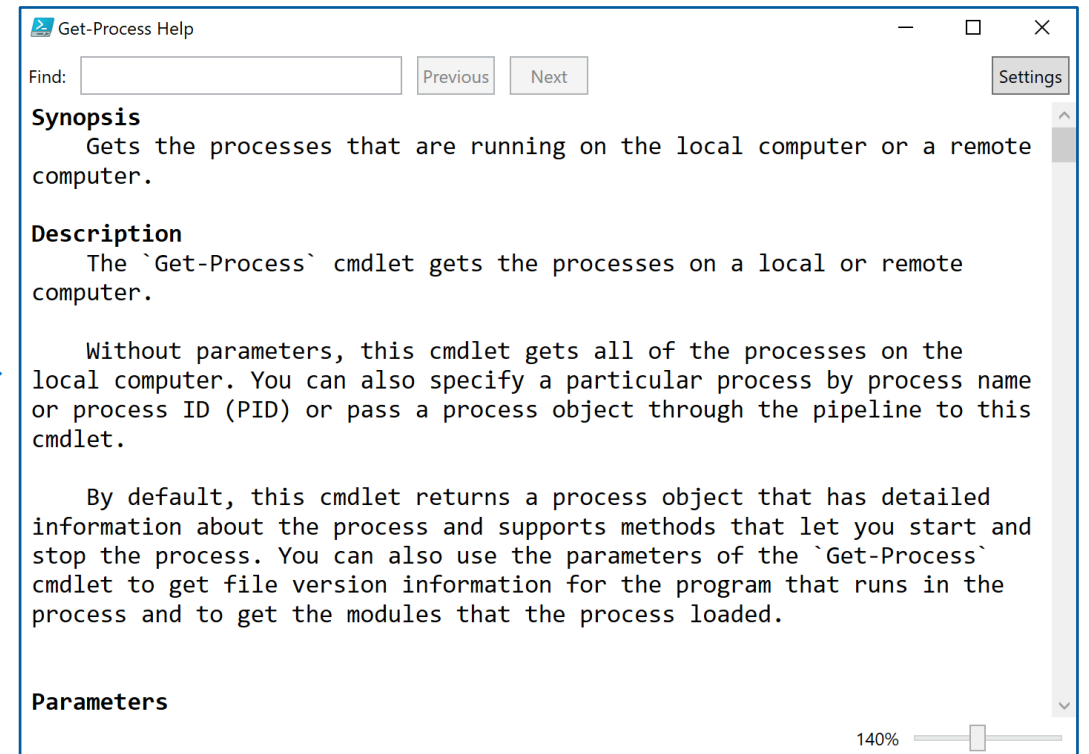 Get-Process Help
Find: Previous Next Settings
Synopsis
Gets the processes that are running on the local computer or a remote
computer.
Description
The `Get-Process` cmdlet gets the processes on a local or remote
computer.
Without parameters, this cmdlet gets all of the processes on the
local computer. You can also specify a particular process by process name
or process ID (PID) or pass a process object through the pipeline to this
cmdlet.
By default, this cmdlet returns a process object that has detailed
information about the process and supports methods that let you start and
stop the process. You can also use the parameters of the `Get-Process`
cmdlet to get file version information for the program that runs in the
process and to get the modules that the process loaded.
Parameters
140%